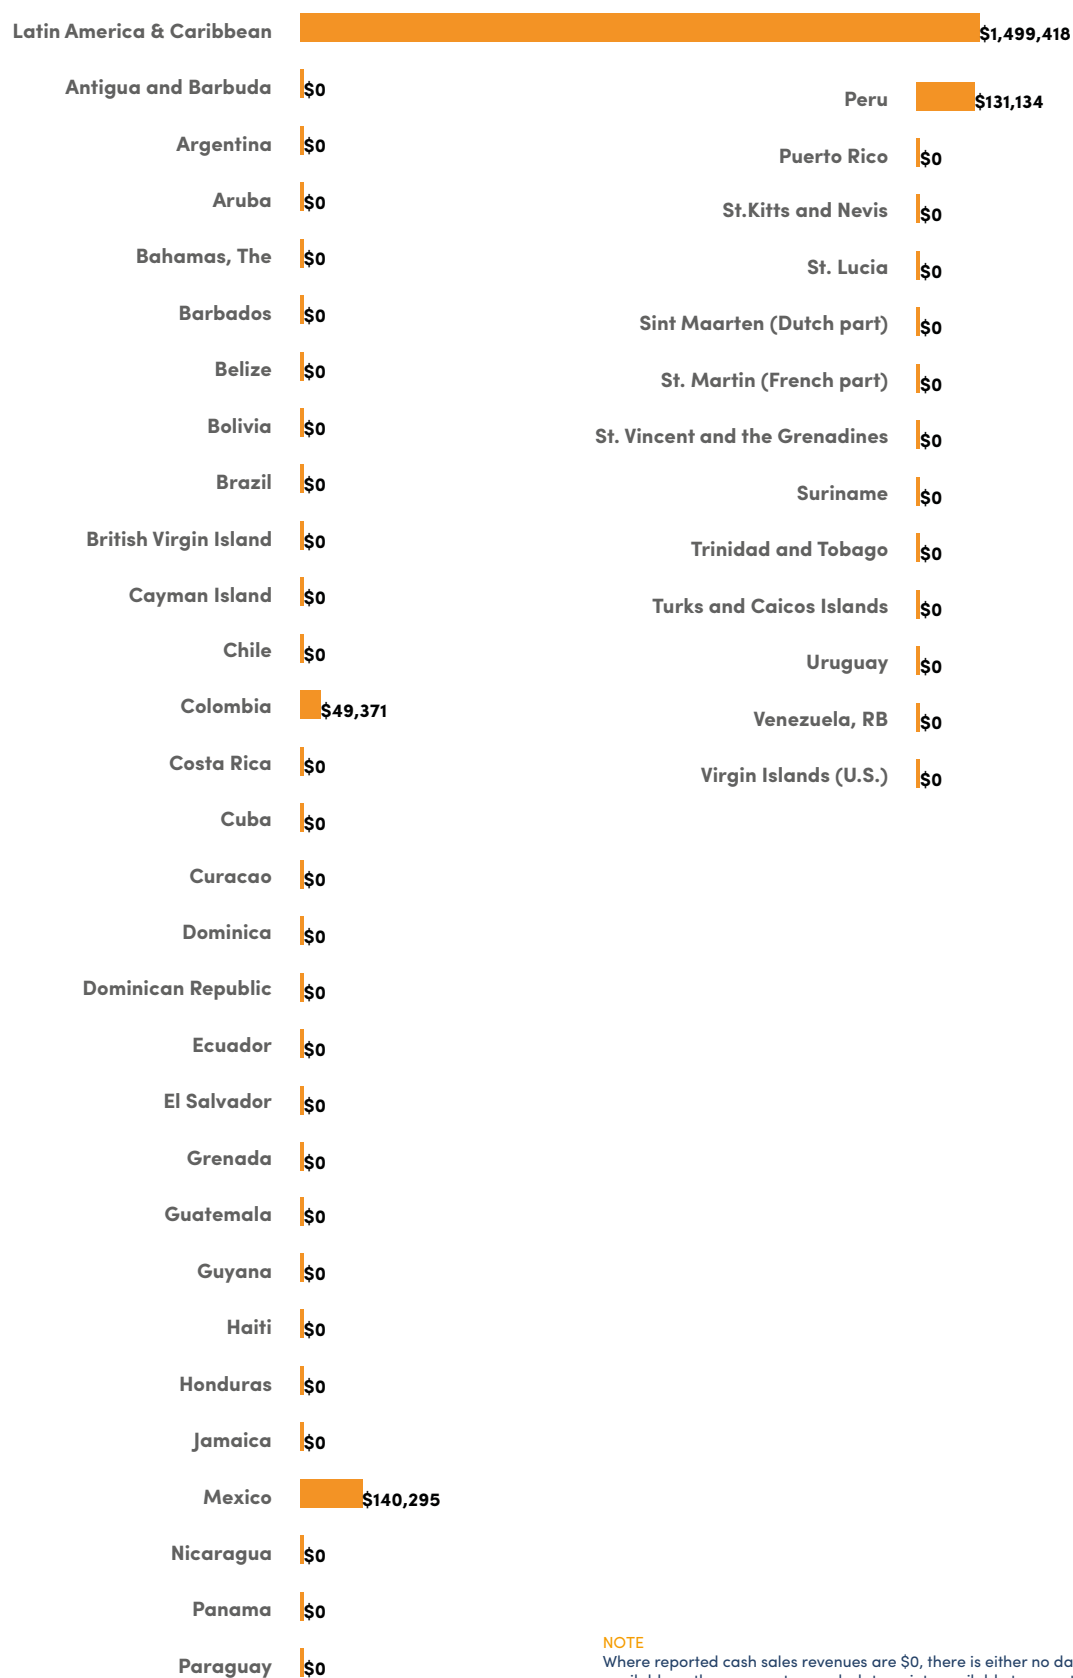 Latin America & Caribbean $1,499,418
Antigua and Barbuda $0
Argentina $0
Aruba $0
Bahamas, The $0
Barbados $0
Belize $0
Bolivia $0
Brazil $0
British Virgin Island $0
Cayman Island $0
Chile $0
Colombia $49,371
Costa Rica $0
Cuba $0
Curacao $0
Dominica $0
Dominican Republic $0
Ecuador $0
El Salvador $0
Grenada $0
Guatemala $0
Guyana $0
Haiti $0
Honduras $0
Jamaica $0
Mexico $140,295
Nicaragua $0
Panama $0
Paraguay $0
Peru $131,134
Puerto Rico $0
St.Kitts and Nevis $0
St. Lucia $0
Sint Maarten (Dutch part) $0
St. Martin (French part) $0
St. Vincent and the Grenadines $0
Suriname $0
Trinidad and Tobago $0
Turks and Caicos Islands $0
Uruguay $0
Venezuela, RB $0
Virgin Islands (U.S.) $0
NOTE
Where reported cash sales revenues are $0, there is either no da